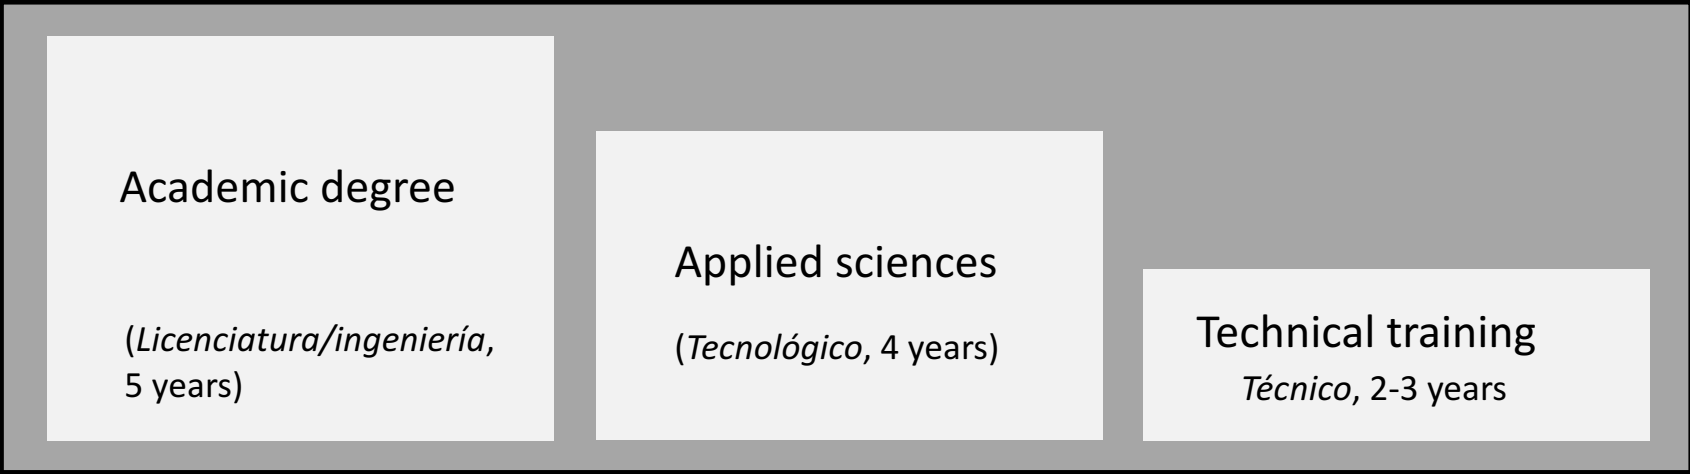 Academic degree
(Licenciatura/ingeniería,
5 years)
Applied sciences
(Tecnológico, 4 years)
Technical training
Técnico, 2-3 years